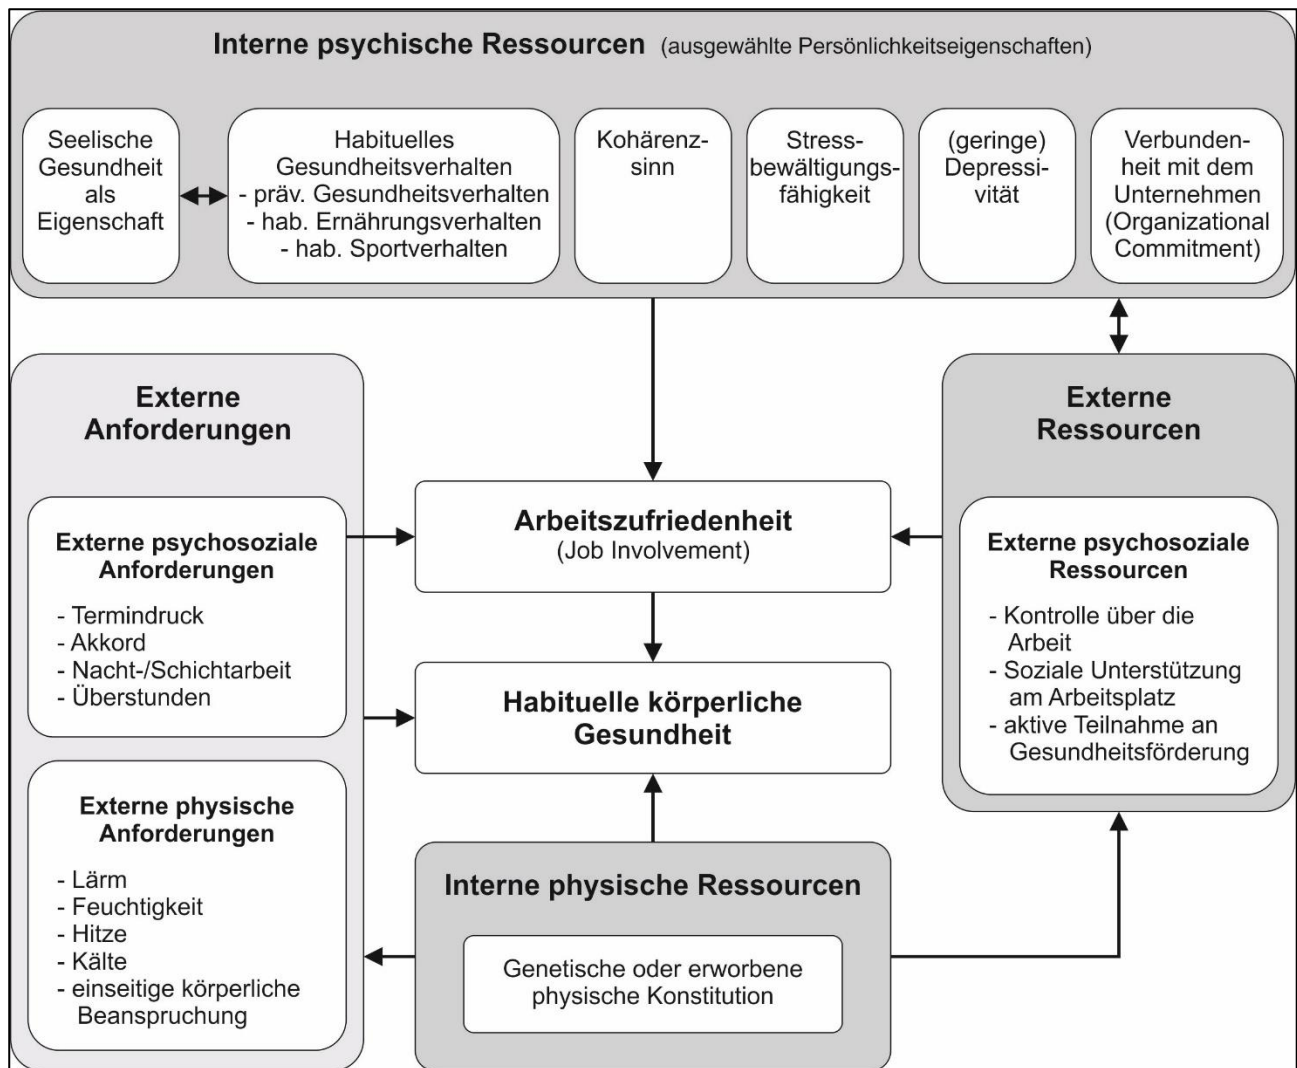 Interne psychische Ressourcen (ausgewählte Persönlichkeitseigenschaften)
Seelische
Gesundheit
als
Eigenschaft
Habituelles
Gesundheitsverhalten
- präv. Gesundheitsverhalten
- hab. Ernährungsverhalten
- hab. Sportverhalten
Kohärenz-
sinn
Stress-
bewältigungs-
fähigkeit
(geringe)
Depressi-
vität
Verbunden-
heit mit dem
Unternehmen
(Organizational
Commitment)
Externe
Anforderungen
Externe psychosoziale
Anforderungen
- Termindruck
- Akkord
- Nacht-/Schichtarbeit
- Überstunden
Externe physische
Anforderungen
- Lärm
- Feuchtigkeit
- Hitze
- Kälte
- einseitige körperliche
Beanspruchung
Arbeitszufriedenheit
(Job Involvement)
Habituelle körperliche
Gesundheit
Interne physische Ressourcen
Genetische oder erworbene
physische Konstitution
Externe
Ressourcen
Externe psychosoziale
Ressourcen
- Kontrolle über die
Arbeit
- Soziale Unterstützung
am Arbeitsplatz
- aktive Teilnahme an
Gesundheitsförderung